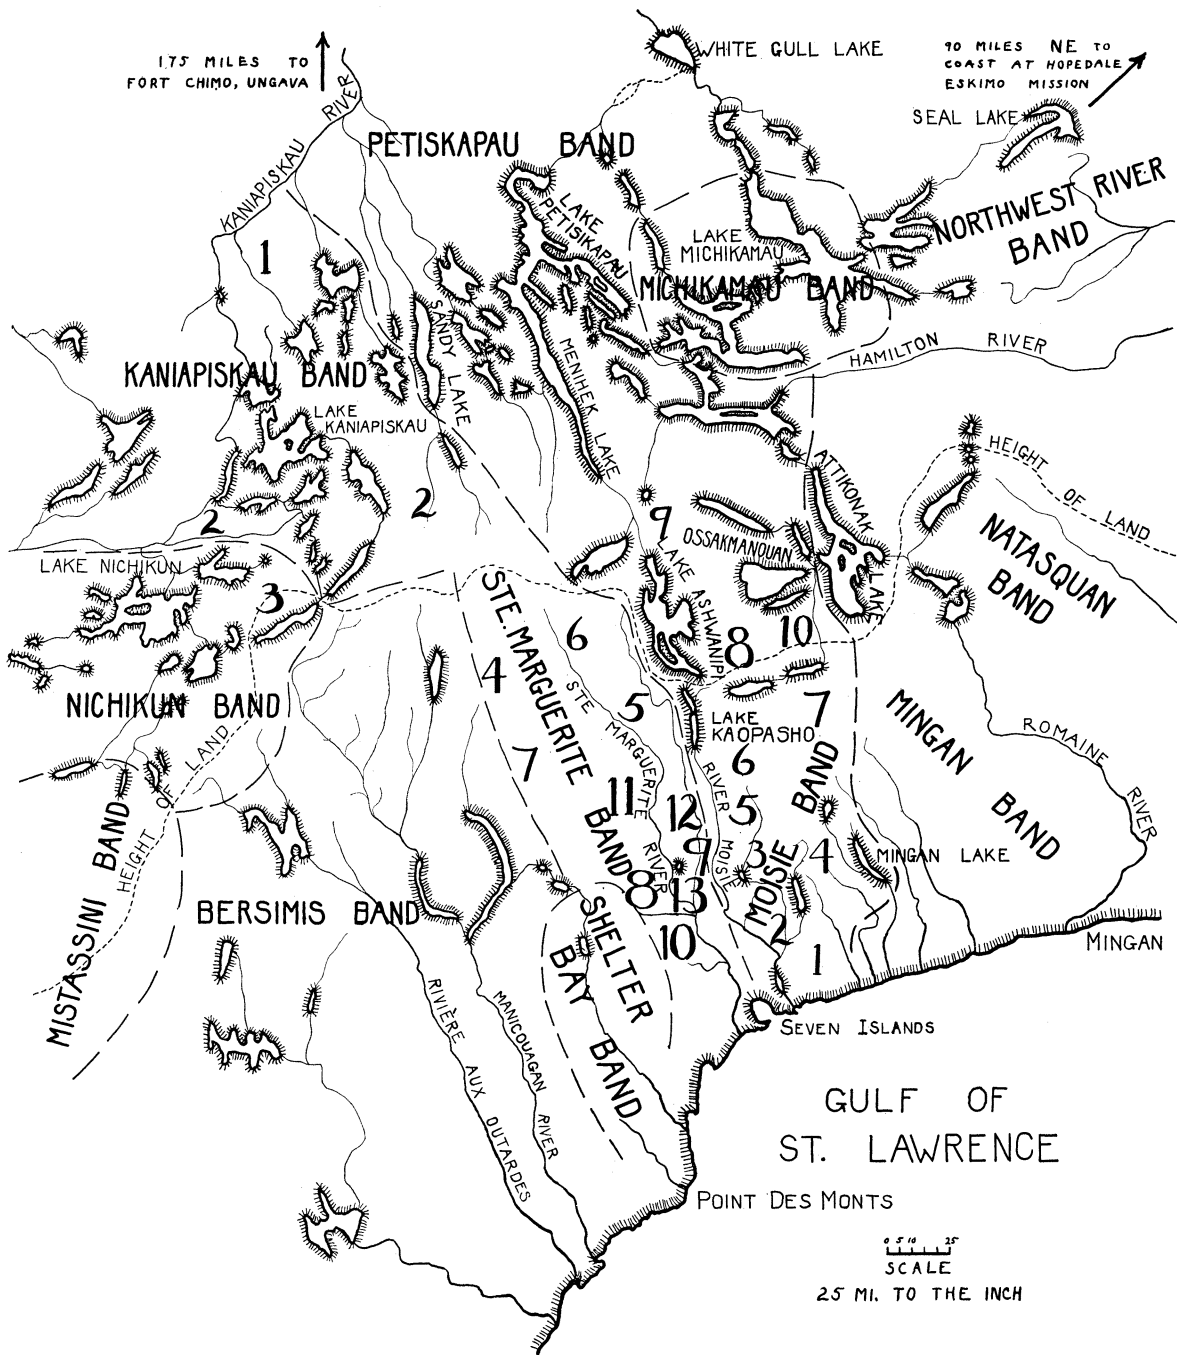 175 MILES TO
FORT CHIMO, UNGAVA
WHITE GULL LAKE
90 MILES NE TO
COAST AT HOPEDALE
ESKIMO MISSION
SEAL LAKE
KANIAPISKAU RIVER
PETISKAPAU BAND
LAKE
PETISIKAPAU
NORTHWEST RIVER
BAND
LAKE
MICHIKAMAU
MICHIKAMAU BAND
1
SANDY LAKE
MENIHEK LAKE
HAMILTON RIVER
KANIAPISKAU BAND
LAKE
KANIAPISKAU
ATTIKONAK LAKE
HEIGHT OF LAND
2
2
9
OSSAKMANQUAN
NATASQUAN
BAND
LAKE NICHIKUN
3
LAKE ASHWANIPI
STE. MARGUERITE BAND
6
8
10
4
NICHIKUN BAND
STE MARGUERITE RIVER
5
7
LAKE
KAOPASHO
MINGAN
BAND
ROMAINE RIVER
HEIGHT OF LAND
7
6
MOISIE BAND
11
12
5
RIVER MOISIE
MISTASSINI BAND
9
3
4
MINGAN LAKE
8
13
BERSIMIS BAND
SHELTER
BAY BAND
10
2
1
MINGAN
RIVIÈRE AUX OUTARDES
MANICOUAGAN RIVER
SEVEN ISLANDS
GULF OF
ST. LAWRENCE
POINT DES MONTS
0 5 10 25
SCALE
25 MI. TO THE INCH